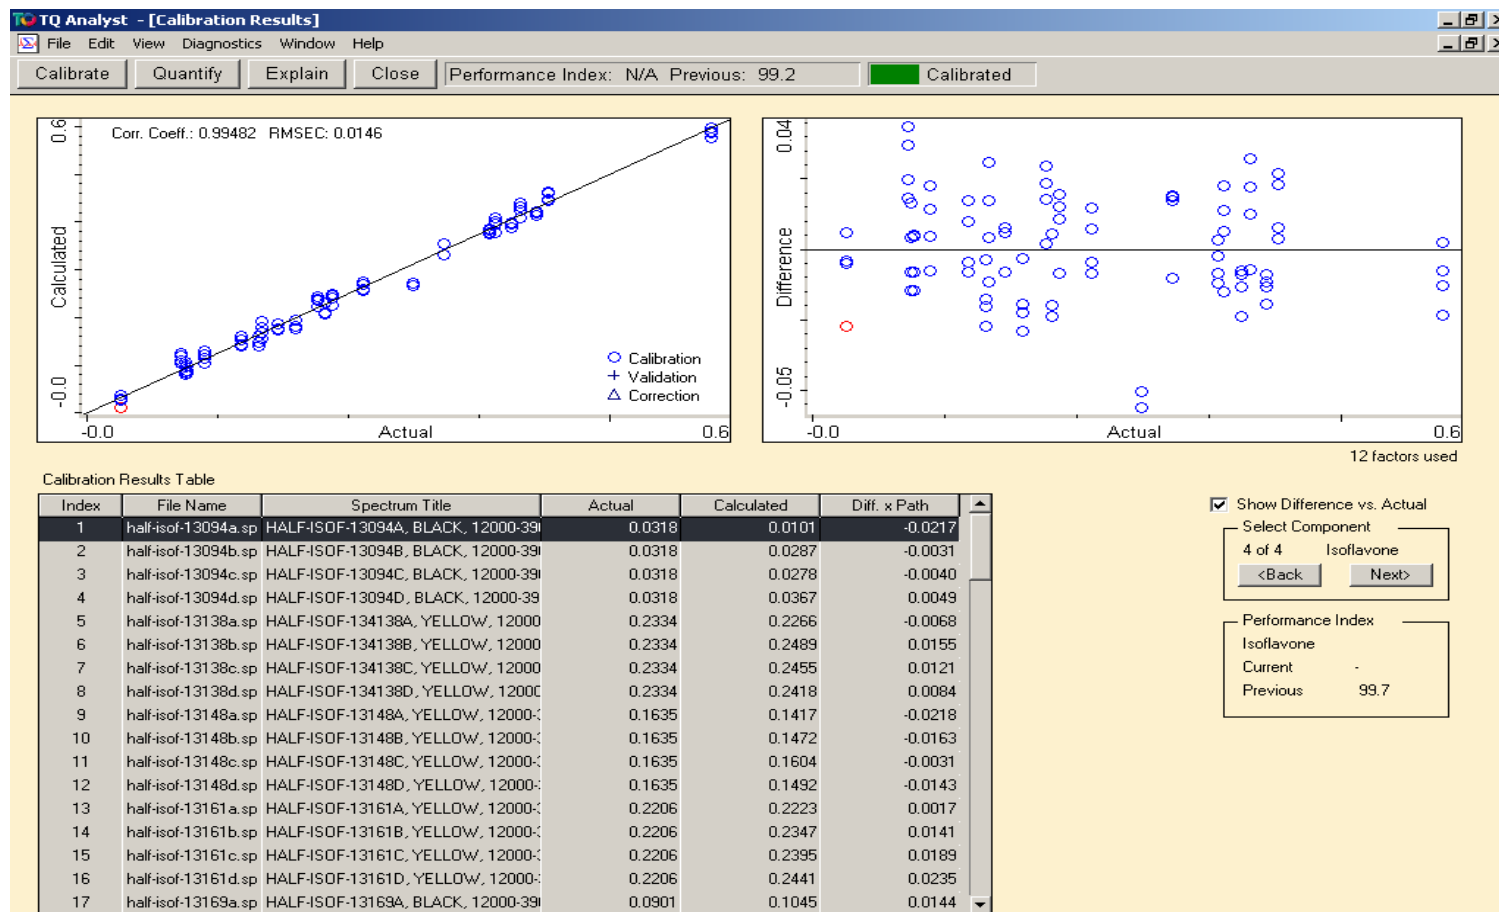 TQ Analyst - [Calibration Results]
File Edit View Diagnostics Window Help
Calibrate Quantify Explain Close Performance Index: N/A Previous: 99.2 Calibrated
0.6 Corr. Coeff.: 0.99482 RMSEC: 0.0146
Calculated
-0.0
Calibration
Validation
Correction
-0.0 Actual 0.6
0.04
Difference
-0.05
-0.0 Actual 0.6
12 factors used
Calibration Results Table
Index File Name Spectrum Title Actual Calculated Diff. x Path
1 half-isof-13094a.sp HALF-ISOF-13094A, BLACK, 12000-39 0.0318 0.0101 -0.0217
2 half-isof-13094b.sp HALF-ISOF-13094B, BLACK, 12000-39 0.0318 0.0287 -0.0031
3 half-isof-13094c.sp HALF-ISOF-13094C, BLACK, 12000-39 0.0318 0.0278 -0.0040
4 half-isof-13094d.sp HALF-ISOF-13094D, BLACK, 12000-39 0.0318 0.0367 0.0049
5 half-isof-13138a.sp HALF-ISOF-134138A, YELLOW, 12000 0.2334 0.2266 -0.0068
6 half-isof-13138b.sp HALF-ISOF-134138B, YELLOW, 12000 0.2334 0.2489 0.0155
7 half-isof-13138c.sp HALF-ISOF-134138C, YELLOW, 12000 0.2334 0.2455 0.0121
8 half-isof-13138d.sp HALF-ISOF-134138D, YELLOW, 12000 0.2334 0.2418 0.0084
9 half-isof-13148a.sp HALF-ISOF-13148A, YELLOW, 12000- 0.1635 0.1417 -0.0218
10 half-isof-13148b.sp HALF-ISOF-13148B, YELLOW, 12000- 0.1635 0.1472 -0.0163
11 half-isof-13148c.sp HALF-ISOF-13148C, YELLOW, 12000- 0.1635 0.1604 -0.0031
12 half-isof-13148d.sp HALF-ISOF-13148D, YELLOW, 12000- 0.1635 0.1492 -0.0143
13 half-isof-13161a.sp HALF-ISOF-13161A, YELLOW, 12000- 0.2206 0.2223 0.0017
14 half-isof-13161b.sp HALF-ISOF-13161B, YELLOW, 12000- 0.2206 0.2347 0.0141
15 half-isof-13161c.sp HALF-ISOF-13161C, YELLOW, 12000- 0.2206 0.2395 0.0189
16 half-isof-13161d.sp HALF-ISOF-13161D, YELLOW, 12000- 0.2206 0.2441 0.0235
17 half-isof-13169a.sp HALF-ISOF-13169A, BLACK, 12000-39 0.0901 0.1045 0.0144
Show Difference vs. Actual
Select Component
4 of 4 Isoflavone
<Back Next>
Performance Index
Isoflavone
Current -
Previous 99.7